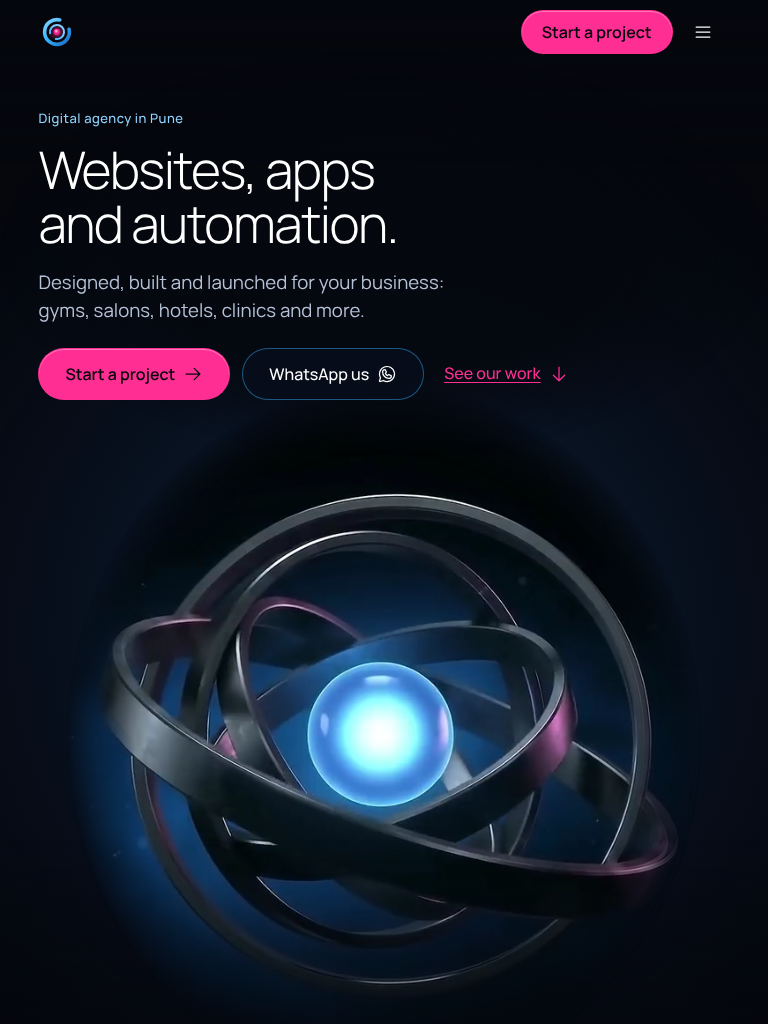 Start a project
Digital agency in Pune
Websites, apps
and automation.
Designed, built and launched for your business:
gyms, salons, hotels, clinics and more.
Start a project
WhatsApp us
See our work